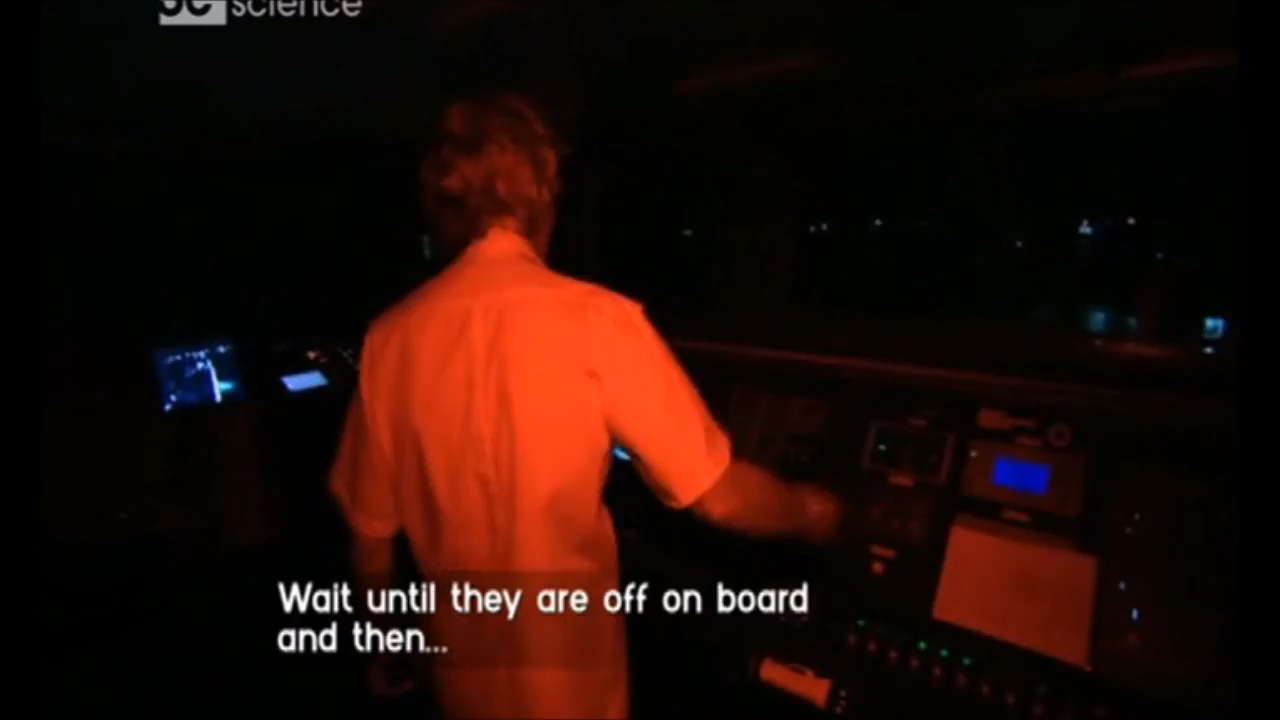 science
Wait until they are off on board
and then...